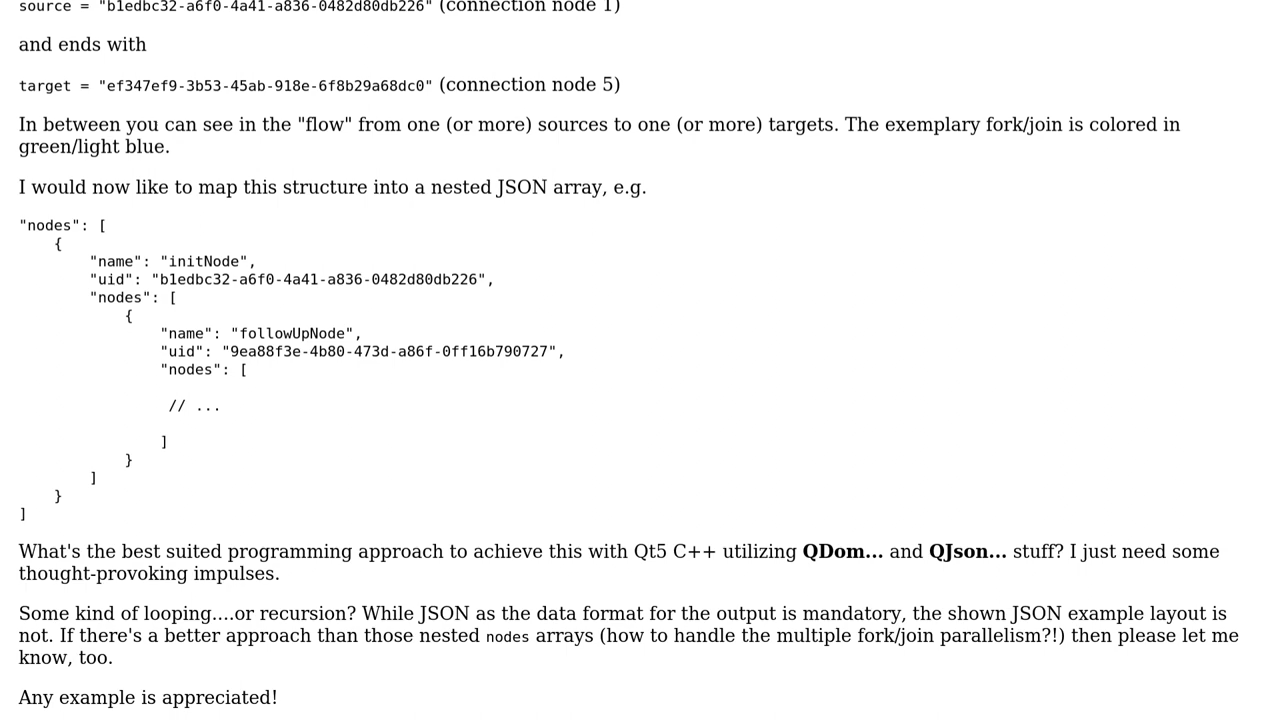 source = "b1edbc32-a6f0-4a41-a836-0482d80db226" (connection node 1)
and ends with
target = "ef347ef9-3b53-45ab-918e-6f8b29a68dc0" (connection node 5)
In between you can see in the "flow" from one (or more) sources to one (or more) targets. The exemplary fork/join is colored in
green/light blue.
I would now like to map this structure into a nested JSON array, e.g.
"nodes": [
    {
        "name": "initNode",
        "uid": "b1edbc32-a6f0-4a41-a836-0482d80db226",
        "nodes": [
            {
                "name": "followUpNode",
                "uid": "9ea88f3e-4b80-473d-a86f-0ff16b790727",
                "nodes": [
                 // ...
                ]
            }
        ]
    }
]
What's the best suited programming approach to achieve this with Qt5 C++ utilizing QDom... and QJson... stuff? I just need some
thought-provoking impulses.
Some kind of looping....or recursion? While JSON as the data format for the output is mandatory, the shown JSON example layout is
not. If there's a better approach than those nested nodes arrays (how to handle the multiple fork/join parallelism?!) then please let me
know, too.
Any example is appreciated!